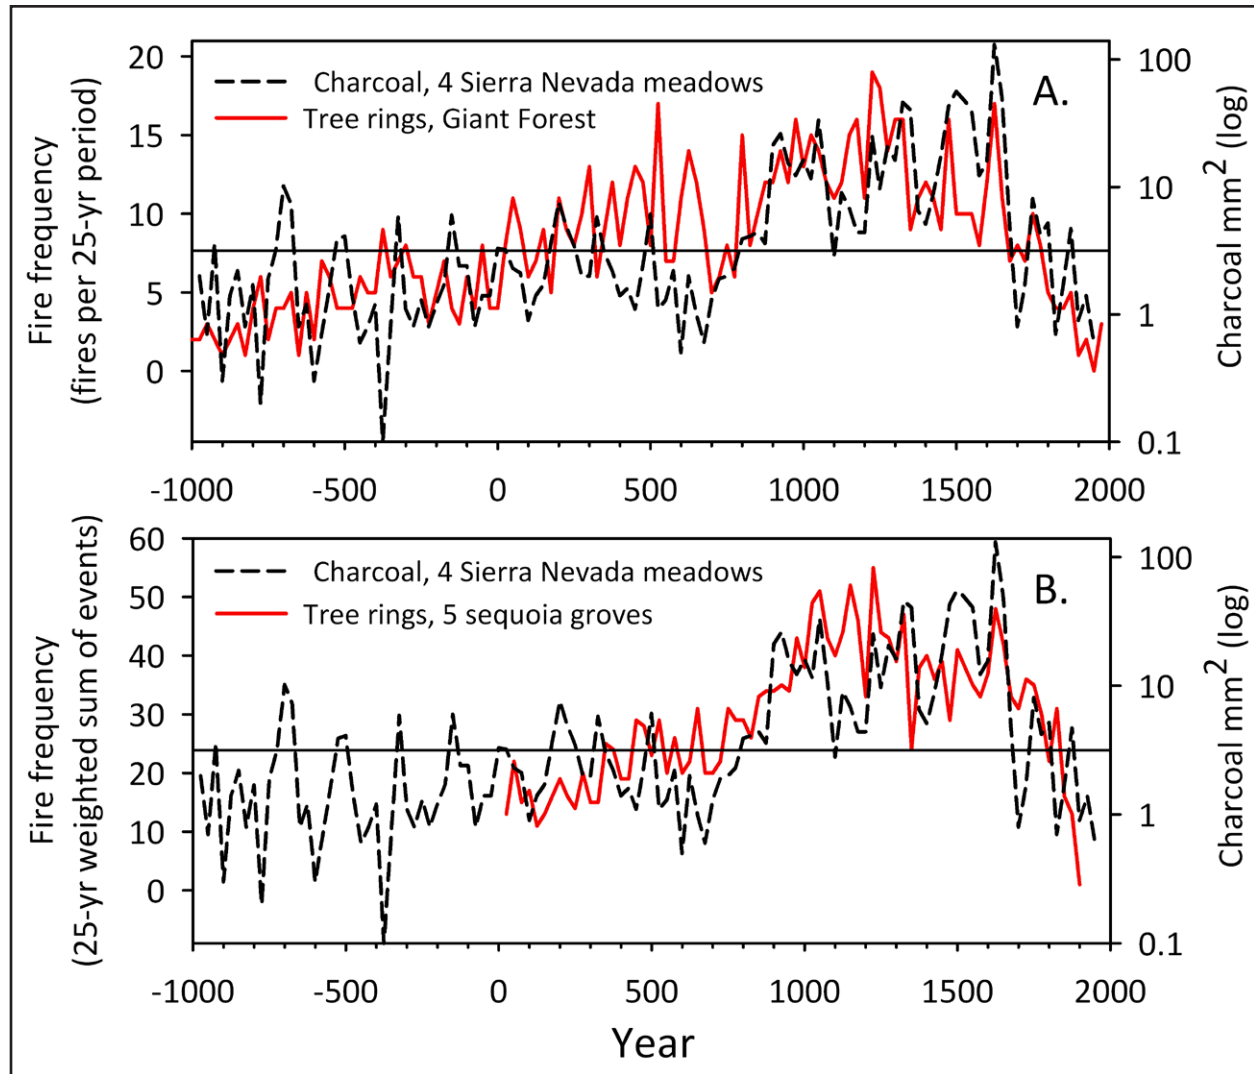 Charcoal, 4 Sierra Nevada meadows
Tree rings, Giant Forest
A.
Fire frequency
(fires per 25-yr period)
20
15
10
5
0
100
10
1
0.1
Charcoal mm² (log)
-1000 -500 0 500 1000 1500 2000
Charcoal, 4 Sierra Nevada meadows
Tree rings, 5 sequoia groves
B.
Fire frequency
(25-yr weighted sum of events)
60
50
40
30
20
10
0
100
10
1
0.1
Charcoal mm² (log)
-1000 -500 0 500 1000 1500 2000
Year